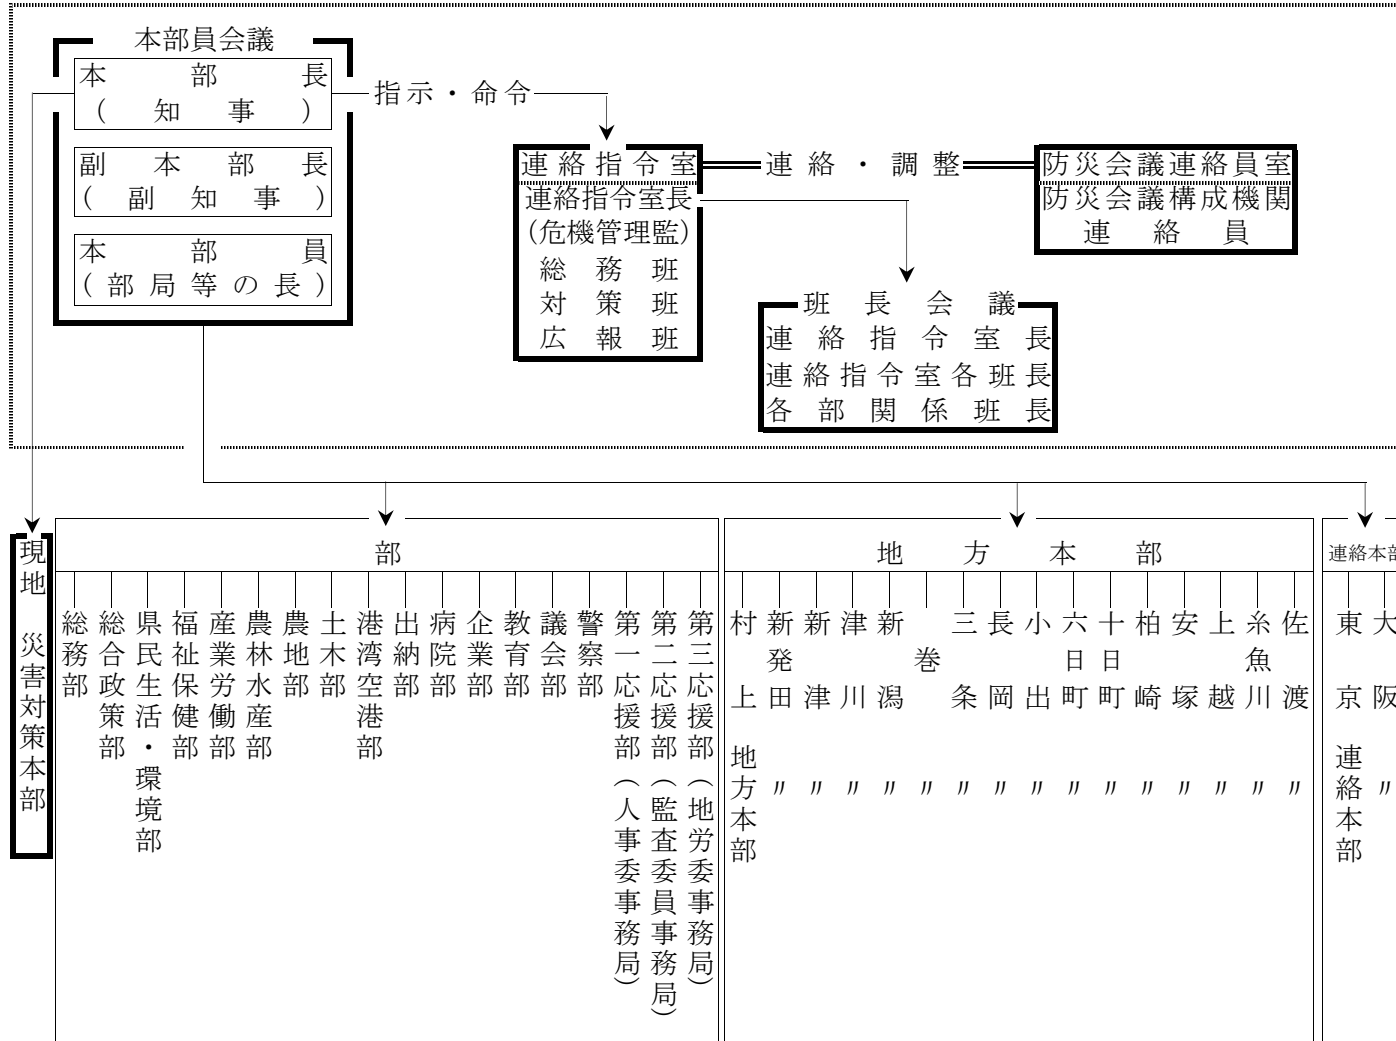 本部員会議
本部長
(知事)
副本部長
(副知事)
本部員
(部局等の長)
指示・命令
連絡指令室
連絡指令室長
(危機管理監)
総務班
対策班
広報班
連絡・調整
防災会議連絡員室
防災会議構成機関
連絡員
班長会議
連絡指令室長
連絡指令室各班長
各部関係班長
現地災害対策本部
部
総務部
総合政策部
県民生活・環境部
福祉保健部
産業労働部
農林水産部
農地部
土木部
港湾空港部
出納部
病院部
企業部
教育部
議会部
警察部
第一応援部(人事委事務局)
第二応援部(監査委員事務局)
第三応援部(地労委事務局)
地方本部
村上地方本部
新発田〃
新津〃
津川〃
新潟〃
巻〃
三条〃
長岡〃
小出〃
六日町〃
十日町〃
柏崎〃
安塚〃
上越〃
糸魚川〃
佐渡〃
連絡本部
東京連絡本部
大阪〃